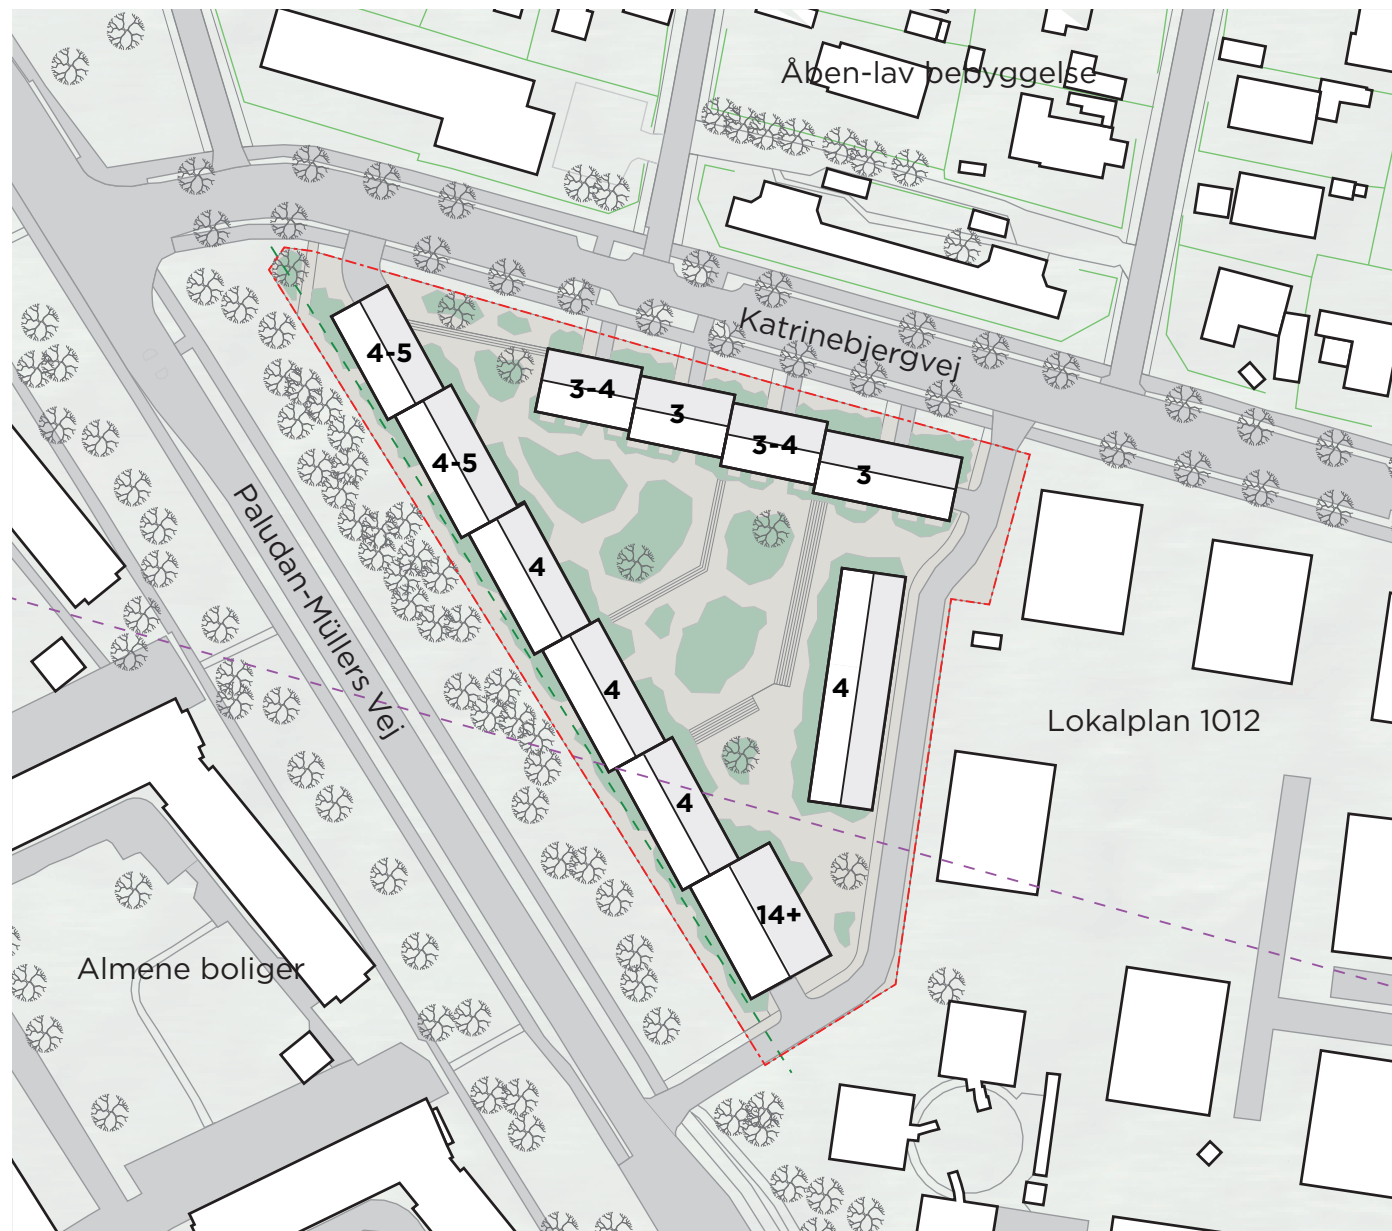 Åben-lav bebyggelse
Katrinebjergvej
4-5
3-4
3
3-4
3
4-5
4
4
4
4
14+
Paludan-Müllers Vej
Lokalplan 1012
Almene boliger